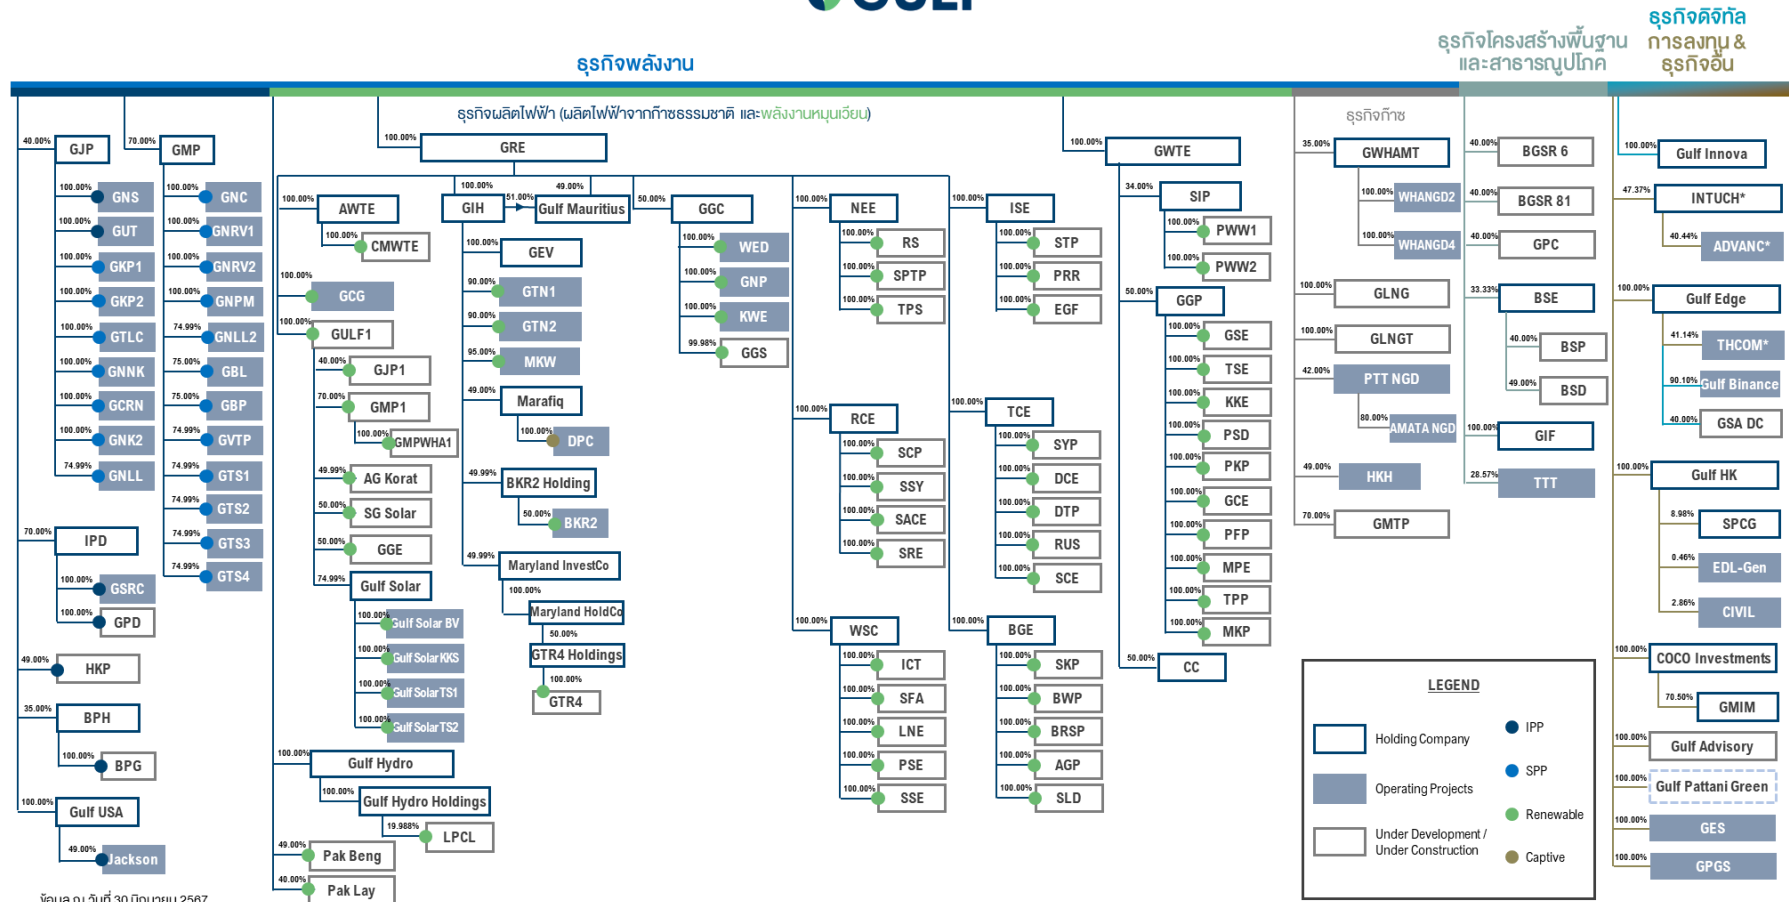 GULF
ธุรกิจดิจิทัล
การลงทุน &
ธุรกิจอื่น
ธุรกิจโครงสร้างพื้นฐาน
และสาธารณูปโภค
ธุรกิจพลังงาน
ธุรกิจผลิตไฟฟ้า (ผลิตไฟฟ้าจากก๊าซธรรมชาติ และพลังงานหมุนเวียน)
ธุรกิจก๊าซ
40.00% GJP
100.00% GNS
100.00% GUT
100.00% GKP1
100.00% GKP2
100.00% GTLC
100.00% GNNK
100.00% GCRN
100.00% GNK2
74.99% GNLL
70.00% IPD
100.00% GSRC
100.00% GPD
49.00% HKP
35.00% BPH
100.00% BPG
100.00% Gulf USA
49.00% Jackson
70.00% GMP
100.00% GNC
100.00% GNRV1
100.00% GNRV2
100.00% GNPM
74.99% GNLL2
75.00% GBL
75.00% GBP
74.99% GVTP
74.99% GTS1
74.99% GTS2
74.99% GTS3
74.99% GTS4
100.00% GRE
100.00% AWTE
100.00% CMWTE
100.00% GCG
100.00% GULF1
40.00% GJP1
70.00% GMP1
100.00% GMPWHA1
49.99% AG Korat
50.00% SG Solar
50.00% GGE
74.99% Gulf Solar
100.00% Gulf Solar BV
100.00% Gulf Solar KKS
100.00% Gulf Solar TS1
100.00% Gulf Solar TS2
100.00% Gulf Hydro
100.00% Gulf Hydro Holdings
19.988% LPCL
49.00% Pak Beng
40.00% Pak Lay
100.00% GIH
51.00% 49.00% Gulf Mauritius
100.00% GEV
90.00% GTN1
90.00% GTN2
95.00% MKW
49.00% Marafiq
100.00% DPC
49.99% BKR2 Holding
50.00% BKR2
49.99% Maryland InvestCo
100.00% Maryland HoldCo
50.00% GTR4 Holdings
100.00% GTR4
50.00% GGC
100.00% WED
100.00% GNP
100.00% KWE
99.98% GGS
100.00% NEE
100.00% RS
100.00% SPTP
100.00% TPS
100.00% RCE
100.00% SCP
100.00% SSY
100.00% SACE
100.00% SRE
100.00% WSC
100.00% ICT
100.00% SFA
100.00% LNE
100.00% PSE
100.00% SSE
100.00% ISE
100.00% STP
100.00% PRR
100.00% EGF
100.00% TCE
100.00% SYP
100.00% DCE
100.00% DTP
100.00% RUS
100.00% SCE
100.00% BGE
100.00% SKP
100.00% BWP
100.00% BRSP
100.00% AGP
100.00% SLD
100.00% GWTE
34.00% SIP
100.00% PWW1
100.00% PWW2
50.00% GGP
100.00% GSE
100.00% TSE
100.00% KKE
100.00% PSD
100.00% PKP
100.00% GCE
100.00% PFP
100.00% MPE
100.00% TPP
100.00% MKP
50.00% CC
35.00% GWHAMT
100.00% WHANGD2
100.00% WHANGD4
100.00% GLNG
100.00% GLNGT
42.00% PTT NGD
80.00% AMATA NGD
49.00% HKH
70.00% GMTP
40.00% BGSR 6
40.00% BGSR 81
40.00% GPC
33.33% BSE
40.00% BSP
49.00% BSD
100.00% GIF
28.57% TTT
100.00% Gulf Innova
47.37% INTUCH*
40.44% ADVANC*
100.00% Gulf Edge
41.14% THCOM*
90.10% Gulf Binance
40.00% GSA DC
100.00% Gulf HK
8.98% SPCG
0.46% EDL-Gen
2.86% CIVIL
100.00% COCO Investments
70.50% GMIM
100.00% Gulf Advisory
100.00% Gulf Pattani Green
100.00% GES
100.00% GPGS
LEGEND
Holding Company
Operating Projects
Under Development /
Under Construction
IPP
SPP
Renewable
Captive
ข้อมูล ณ วันที่ 30 มิถุนายน 2567